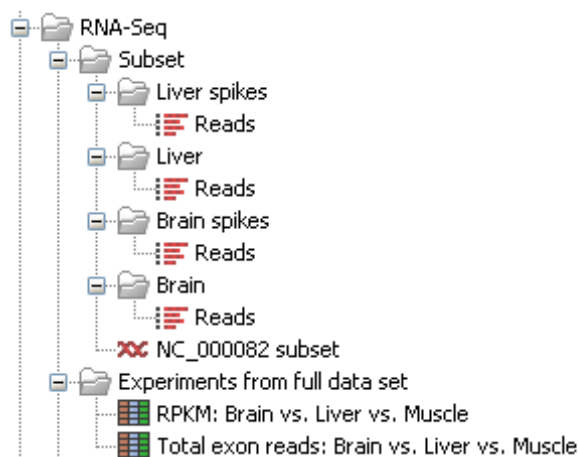 RNA-Seq
Subset
Liver spikes
Reads
Liver
Reads
Brain spikes
Reads
Brain
Reads
NC_000082 subset
Experiments from full data set
RPKM: Brain vs. Liver vs. Muscle
Total exon reads: Brain vs. Liver vs. Muscle